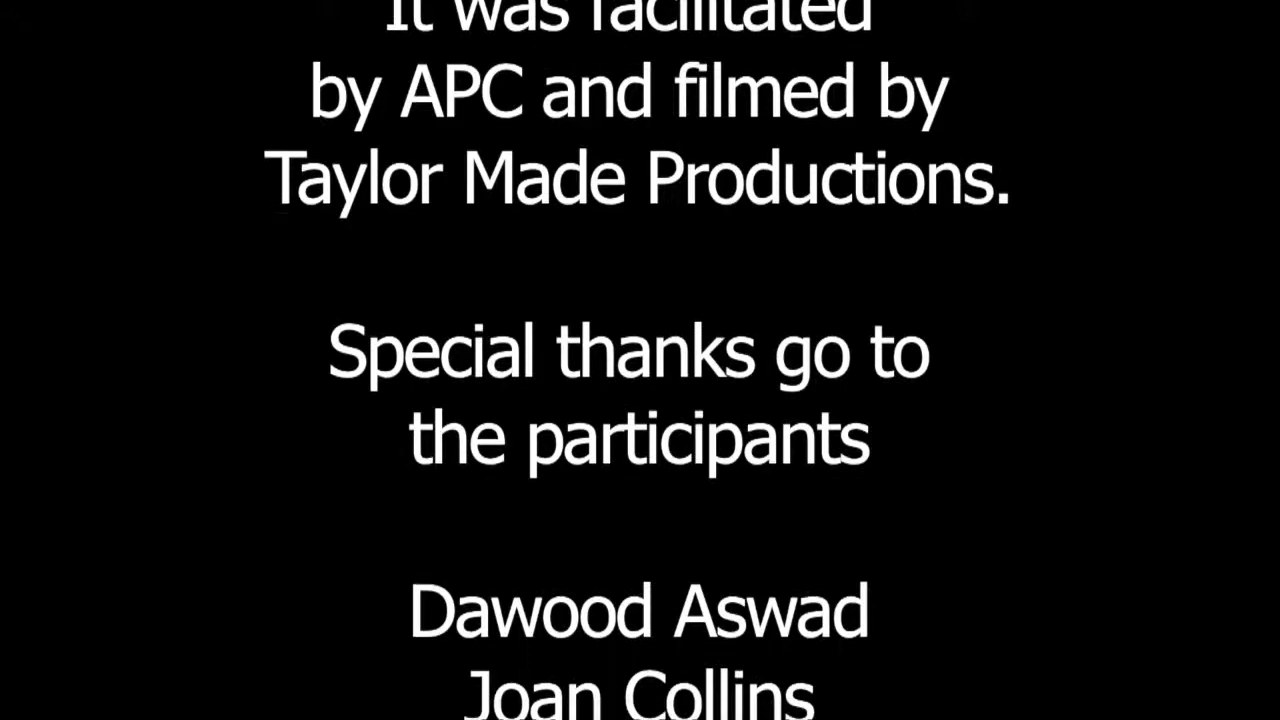 It was facilitated
by APC and filmed by
Taylor Made Productions.
Special thanks go to
the participants
Dawood Aswad
Joan Collins